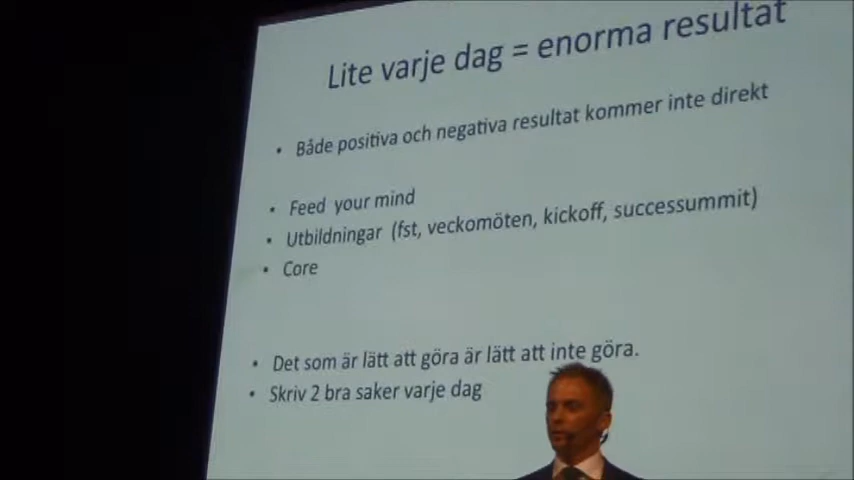 Lite varje dag = enorma resultat
• Både positiva och negativa resultat kommer inte direkt
• Feed your mind
• Utbildningar (fst, veckomöten, kickoff, successummit)
• Core
• Det som är lätt att göra är lätt att inte göra.
• Skriv 2 bra saker varje dag